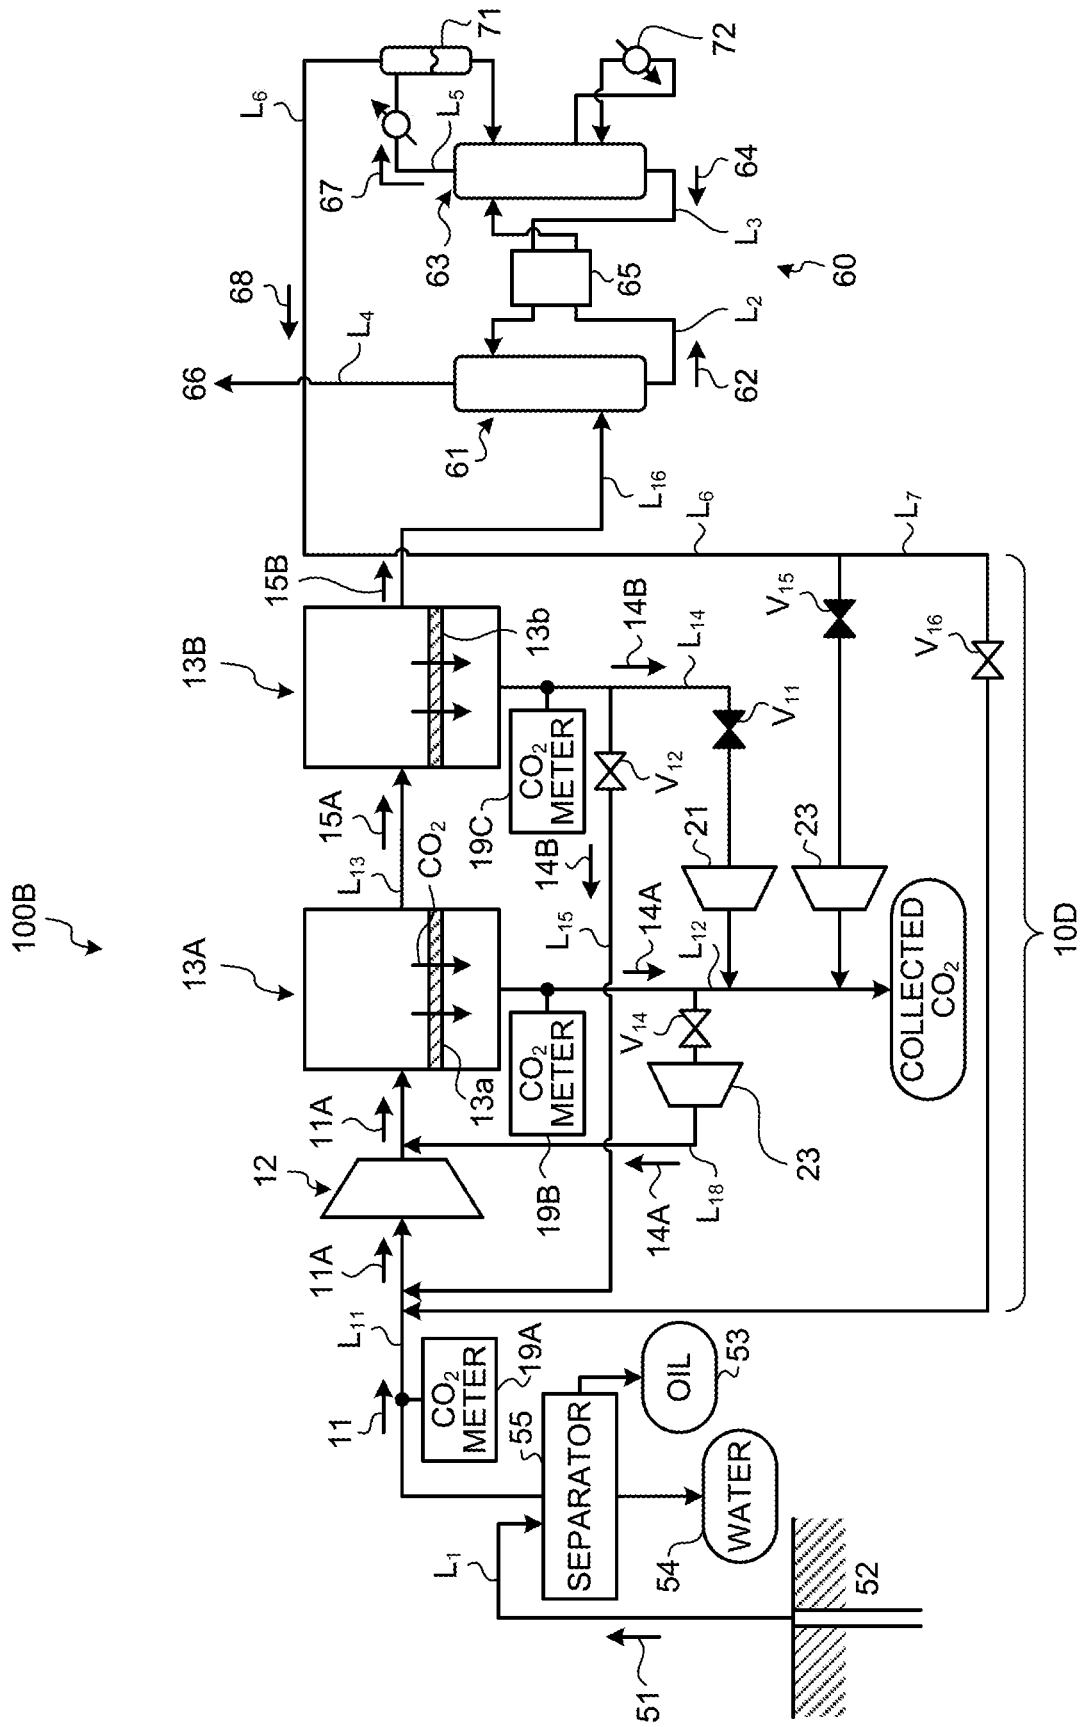 100B
L6
68
66
L4
67
L5
71
72
63
65
64
L3
60
L2
62
61
L16
15B
13B
13b
14B
L14
L6
L7
V15
V16
V11
15A
L13
CO2
CO2
METER
19C
V12
14B
21
23
13A
13a
L15
14A
L12
CO2
METER
19B
V14
COLLECTED
CO2
10D
11A
12
11A
L18
14A
23
L11
11
CO2
METER
19A
55
SEPARATOR
OIL
53
WATER
54
L1
51
52